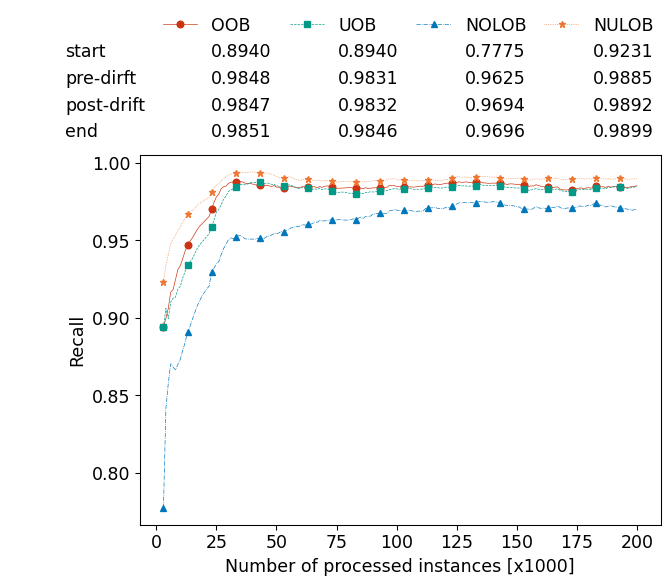 OOB UOB NOLOB NULOB
start 0.8940 0.8940 0.7775 0.9231
pre-dirft 0.9848 0.9831 0.9625 0.9885
post-drift 0.9847 0.9832 0.9694 0.9892
end 0.9851 0.9846 0.9696 0.9899
1.00
0.95
0.90
0.85
0.80
Recall
0 25 50 75 100 125 150 175 200
Number of processed instances [x1000]